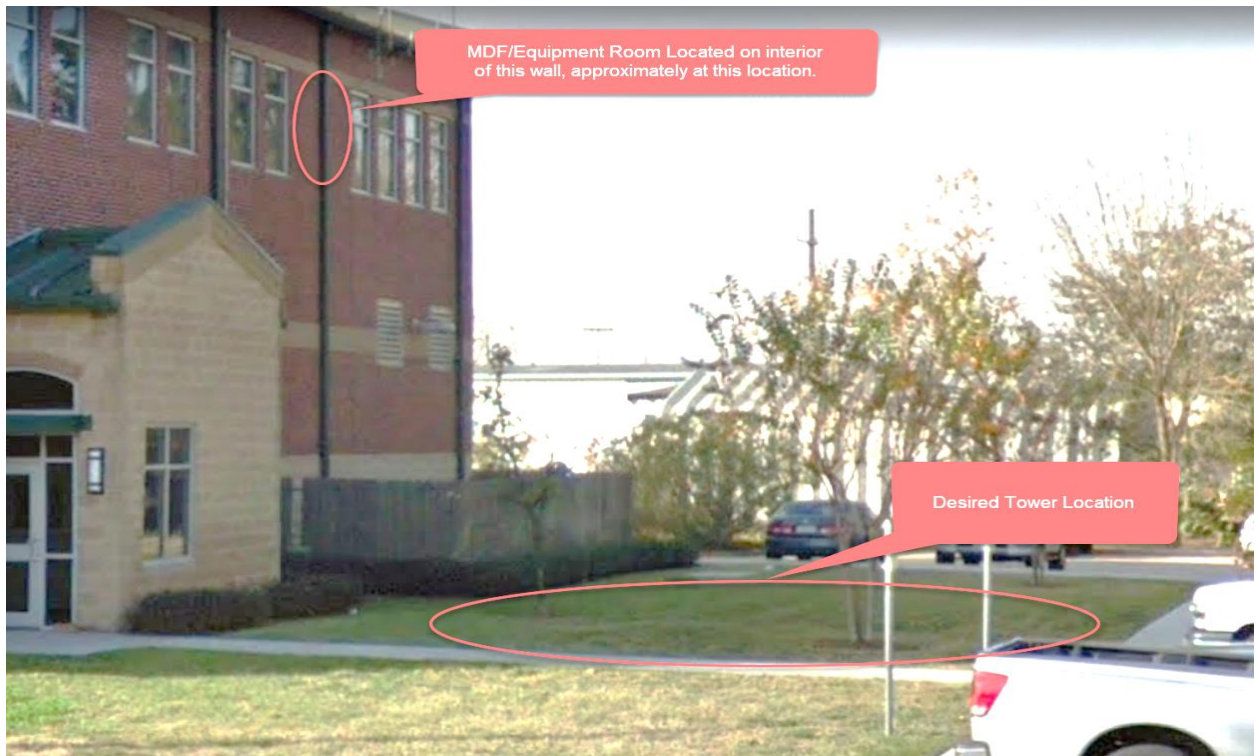 MDF/Equipment Room Located on interior
of this wall, approximately at this location.
Desired Tower Location